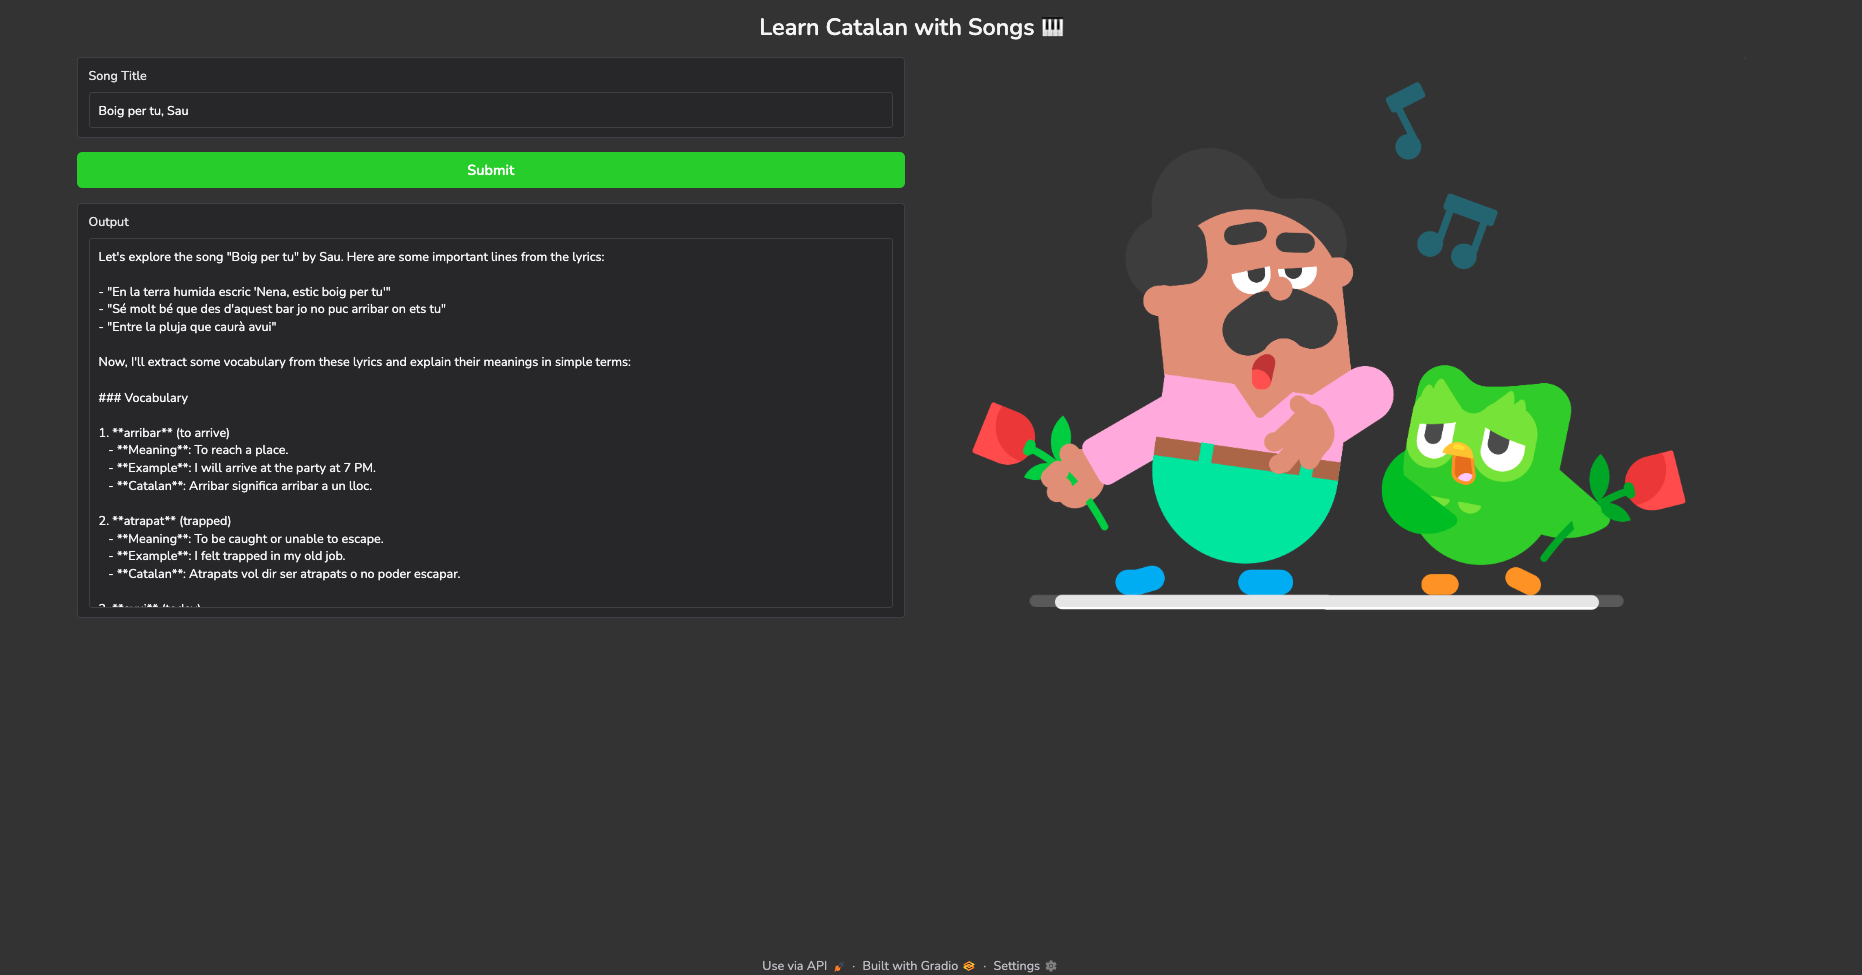 Learn Catalan with Songs 🎹
Song Title
Boig per tu, Sau
Submit
Output
Let's explore the song "Boig per tu" by Sau. Here are some important lines from the lyrics:
- "En la terra humida escric 'Nena, estic boig per tu'"
- "Sé molt bé que des d'aquest bar jo no puc arribar on ets tu"
- "Entre la pluja que caurà avui"
Now, I'll extract some vocabulary from these lyrics and explain their meanings in simple terms:
### Vocabulary
1. **arribar** (to arrive)
- **Meaning**: To reach a place.
- **Example**: I will arrive at the party at 7 PM.
- **Catalan**: Arribar significa arribar a un lloc.
2. **atrapat** (trapped)
- **Meaning**: To be caught or unable to escape.
- **Example**: I felt trapped in my old job.
- **Catalan**: Atrapats vol dir ser atrapats o no poder escapar.
Use via API 🚀 · Built with Gradio · Settings ⚙️